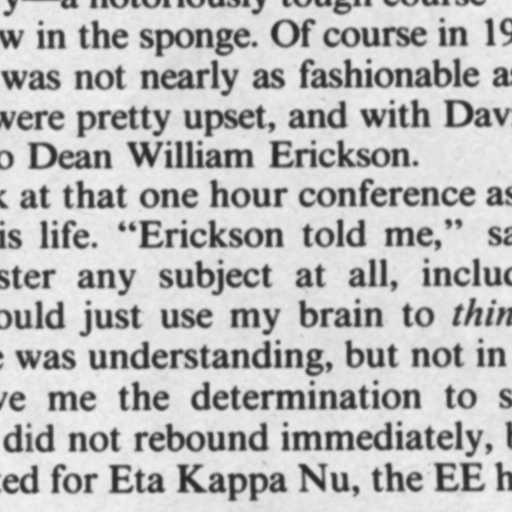 y—a notoriously tough course
w in the sponge. Of course in 19
was not nearly as fashionable as
were pretty upset, and with Dav
o Dean William Erickson.
k at that one hour conference as
is life. “Erickson told me,” sa
ster any subject at all, includ
ould just use my brain to thin
e was understanding, but not in
ve me the determination to s
did not rebound immediately, b
ted for Eta Kappa Nu, the EE h